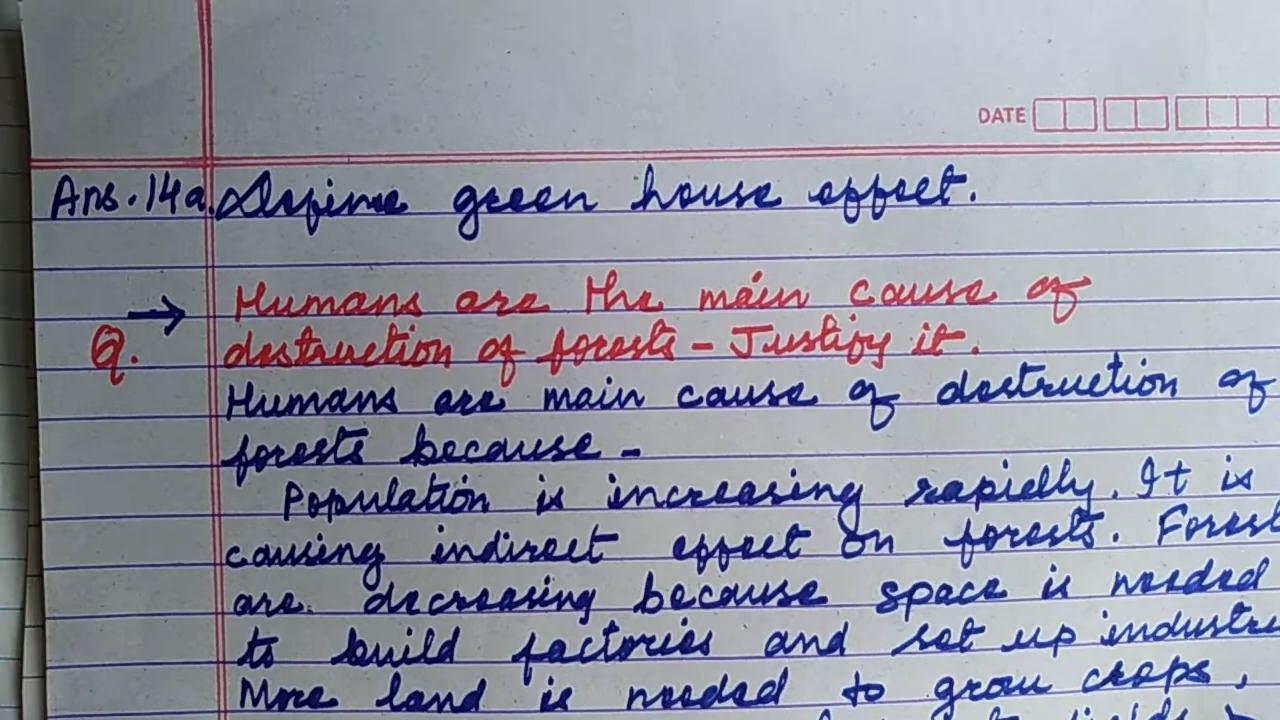 DATE
Ans. 14a. Define green house effect.
→ Humans are the main cause of
Q. destruction of forests - Justify it.
Humans are main cause of destruction of
forests because -
Population is increasing rapidly. It is
causing indirect effect on forests. Forest
are. decreasing because space is needed
to build factories and set up industri
More land is needed to grow crops,